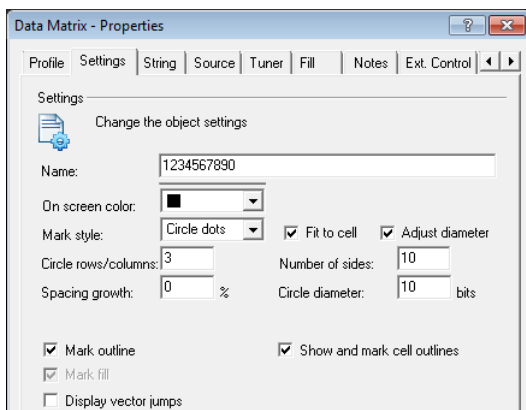 Data Matrix - Properties
Profile Settings String Source Tuner Fill Notes Ext. Control
Settings
Change the object settings
Name: 1234567890
On screen color:
Mark style: Circle dots Fit to cell Adjust diameter
Circle rows/columns: 3 Number of sides: 10
Spacing growth: 0 % Circle diameter: 10 bits
Mark outline Show and mark cell outlines
Mark fill
Display vector jumps